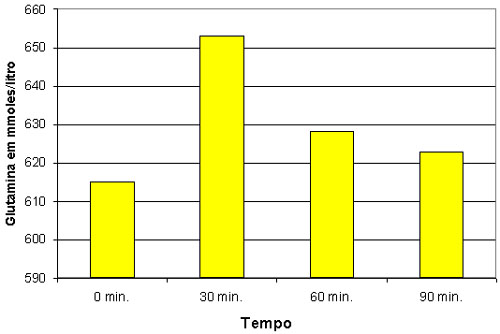 Glutamina em mmoles/litro
660
650
640
630
620
610
600
590
0 min.
30 min.
60 min.
90 min.
Tempo